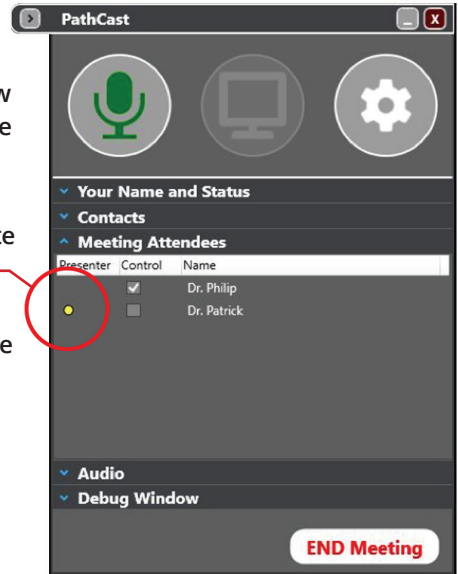 PathCast
Your Name and Status
Contacts
Meeting Attendees
Presenter Control Name
Dr. Philip
Dr. Patrick
Audio
Debug Window
END Meeting